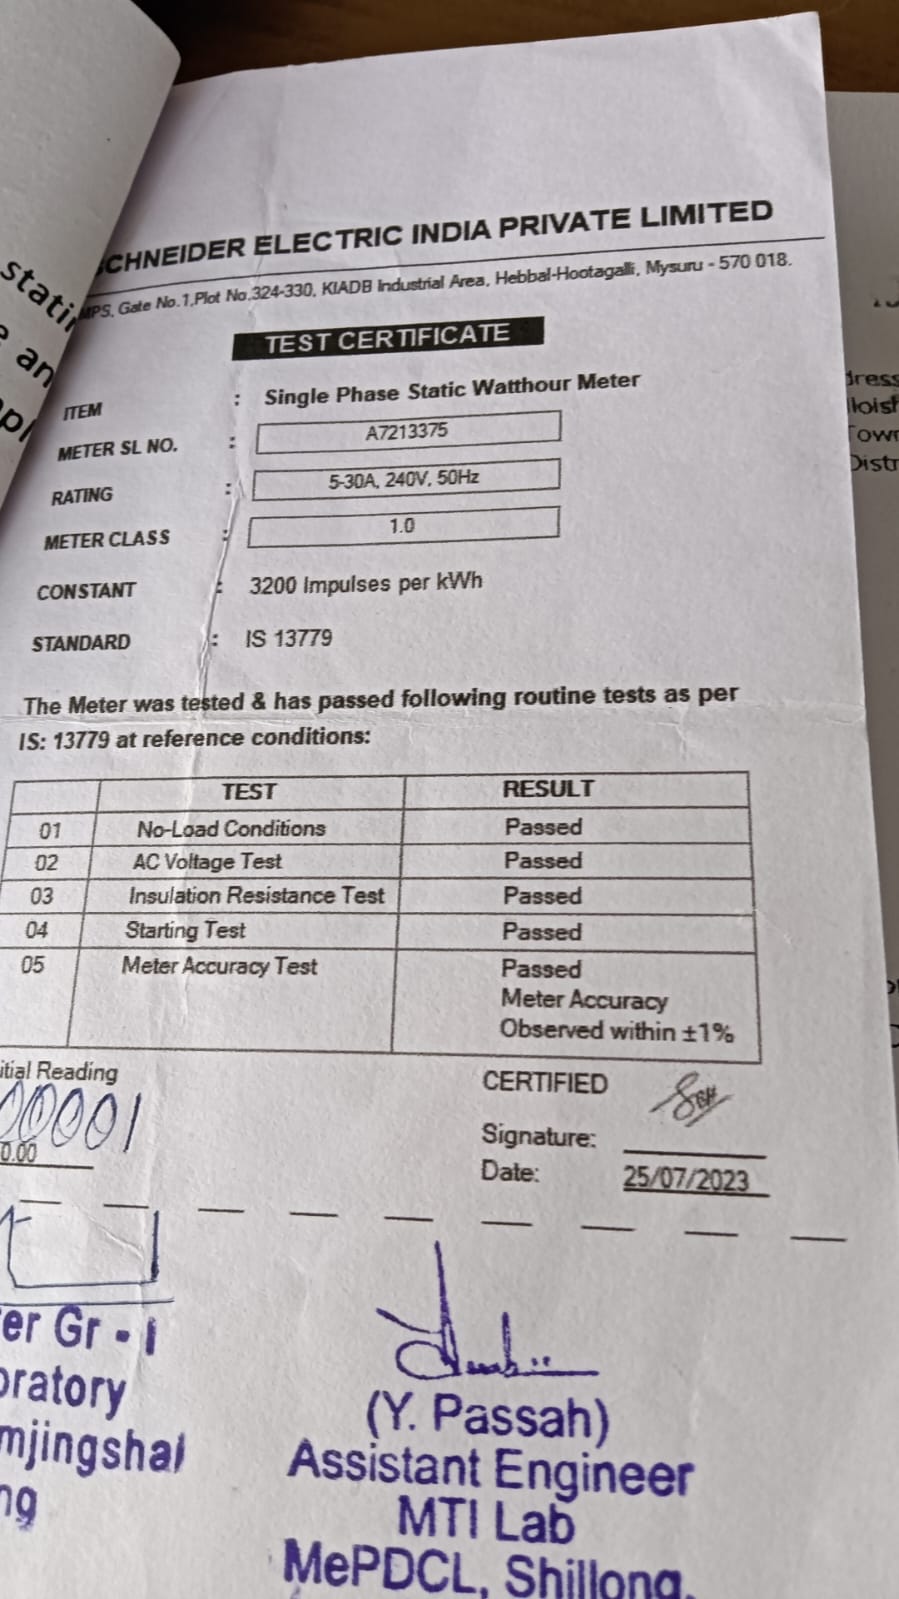 SCHNEIDER ELECTRIC INDIA PRIVATE LIMITED
MPS, Gate No.1,Plot No.324-330, KIADB Industrial Area, Hebbal-Hootagalli, Mysuru - 570 018.
TEST CERTIFICATE
ITEM : Single Phase Static Watthour Meter
METER SL NO. : A7213375
RATING : 5-30A, 240V, 50Hz
METER CLASS : 1.0
CONSTANT : 3200 Impulses per kWh
STANDARD : IS 13779
The Meter was tested & has passed following routine tests as per
IS: 13779 at reference conditions:
TEST RESULT
01 No-Load Conditions Passed
02 AC Voltage Test Passed
03 Insulation Resistance Test Passed
04 Starting Test Passed
05 Meter Accuracy Test Passed
Meter Accuracy
Observed within ±1%
itial Reading
00001
0.00
CERTIFIED
Signature:
Date: 25/07/2023
er Gr - I
oratory
mjingshai
ng
(Y. Passah)
Assistant Engineer
MTI Lab
MePDCL, Shillong.